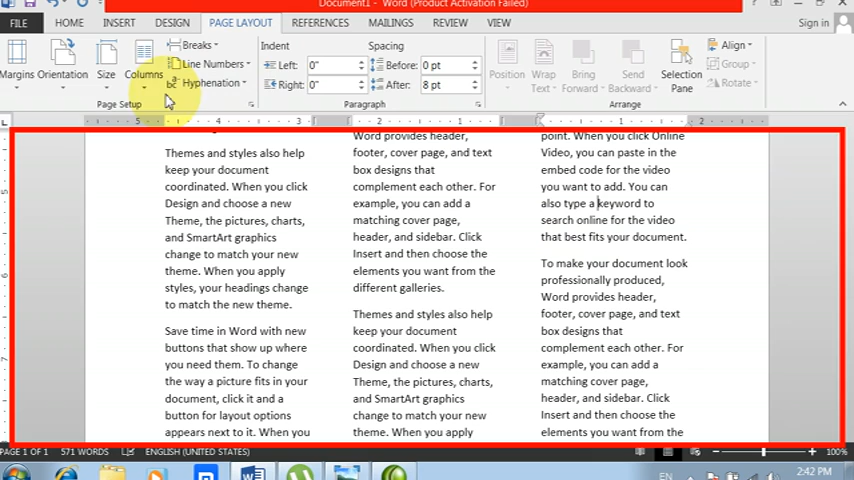 Document1 - Word (Product Activation Failed)
FILE HOME INSERT DESIGN PAGE LAYOUT REFERENCES MAILINGS REVIEW VIEW Sign in
Margins Orientation Size Columns
Breaks
Line Numbers
Hyphenation
Page Setup
Indent Spacing
Left: 0" Before: 0 pt
Right: 0" After: 8 pt
Paragraph
Position Wrap Text Bring Forward Send Backward Selection Pane
Align
Group
Rotate
Arrange
5 4 3 2 1 1 2
Themes and styles also help
keep your document
coordinated. When you click
Design and choose a new
Theme, the pictures, charts,
and SmartArt graphics
change to match your new
theme. When you apply
styles, your headings change
to match the new theme.
Save time in Word with new
buttons that show up where
you need them. To change
the way a picture fits in your
document, click it and a
button for layout options
appears next to it. When you
Word provides header,
footer, cover page, and text
box designs that
complement each other. For
example, you can add a
matching cover page,
header, and sidebar. Click
Insert and then choose the
elements you want from the
different galleries.
Themes and styles also help
keep your document
coordinated. When you click
Design and choose a new
Theme, the pictures, charts,
and SmartArt graphics
change to match your new
theme. When you apply
point. When you click Online
Video, you can paste in the
embed code for the video
you want to add. You can
also type a keyword to
search online for the video
that best fits your document.
To make your document look
professionally produced,
Word provides header,
footer, cover page, and text
box designs that
complement each other. For
example, you can add a
matching cover page,
header, and sidebar. Click
Insert and then choose the
elements you want from the
5
6
7
PAGE 1 OF 1 571 WORDS ENGLISH (UNITED STATES) 100%
EN 2:42 PM